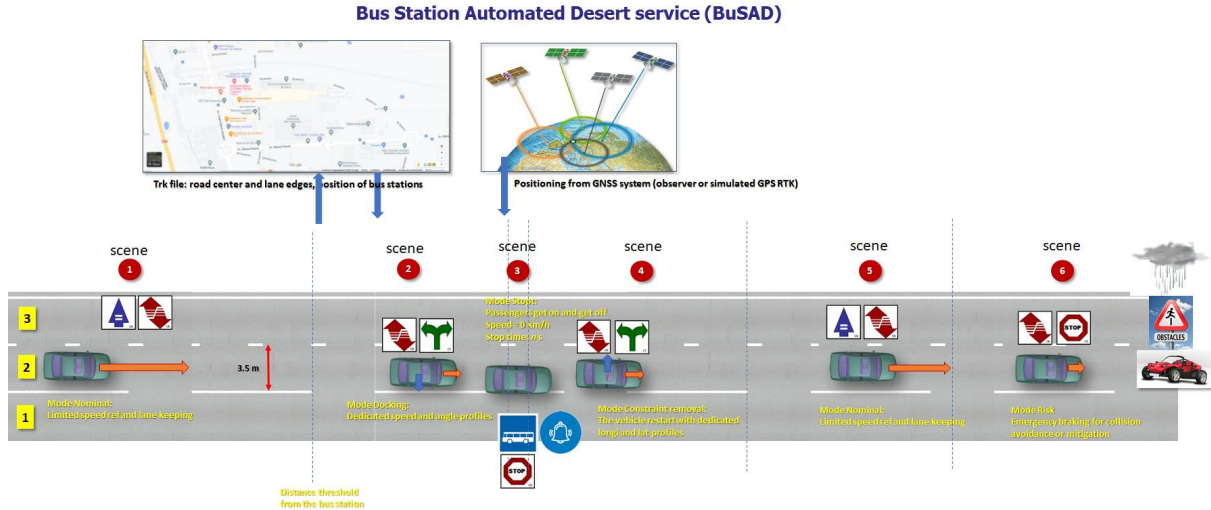 Bus Station Automated Desert service (BuSAD)
Trk file: road center and lane edges, position of bus stations
Positioning from GNSS system (observer or simulated GPS RTK)
scene
1
scene
2
scene
3
scene
4
scene
5
scene
6
3
2
1
3.5 m
Mode Nominal:
Limited speed ref and lane keeping
Mode Docking:
Dedicated speed and angle profiles
Mode Stopt:
Passengers get on and get off
Speed = 0 km/h
Stop time: n s
Mode Constraint removal:
The vehicle restart with dedicated
longi and lat profiles
Mode Nominal:
Limited speed ref and lane keeping
Mode Risk
Emergency braking for collision
avoidance or mitigation
STOP
STOP
OBSTACLES
Distance threshold
from the bus station